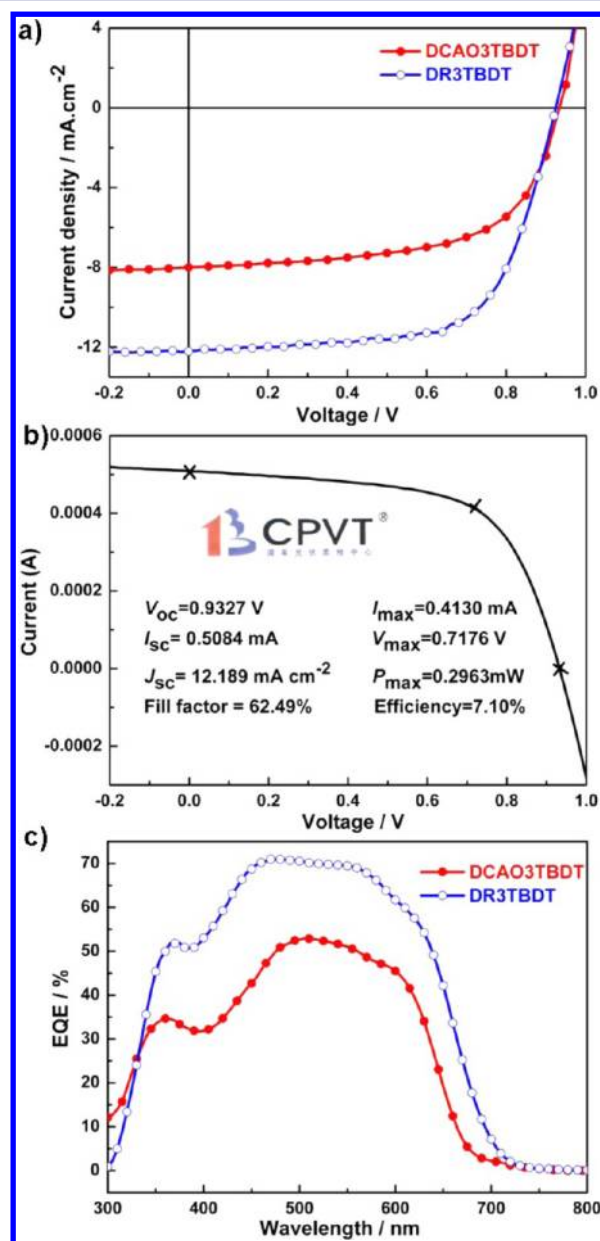 a)
DCAO3TBDT
DR3TBDT
4
0
-4
-8
-12
Current density / mA.cm-2
-0.2 0.0 0.2 0.4 0.6 0.8 1.0
Voltage / V
b)
0.0006
0.0004
0.0002
0.0000
-0.0002
Current (A)
CPVT®
Voc=0.9327 V Imax=0.4130 mA
Isc= 0.5084 mA Vmax=0.7176 V
Jsc= 12.189 mA cm-2 Pmax=0.2963mW
Fill factor = 62.49% Efficiency=7.10%
-0.2 0.0 0.2 0.4 0.6 0.8 1.0
Voltage / V
c)
DCAO3TBDT
DR3TBDT
70
60
50
40
30
20
10
0
EQE / %
300 400 500 600 700 800
Wavelength / nm